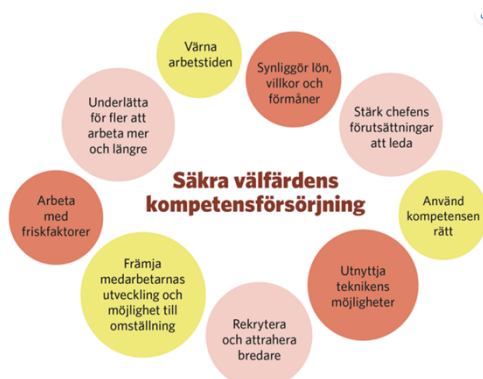 Värna
arbetstiden
Synliggör lön,
villkor och
förmåner
Stärk chefens
förutsättningar
att leda
Använd
kompetensen
rätt
Utnyttja
teknikens
möjligheter
Rekrytera
och attrahera
bredare
Främja
medarbetarnas
utveckling och
möjlighet till
omställning
Arbeta
med
friskfaktorer
Underlätta
för fler att
arbeta mer
och längre
Säkra välfärdens
kompetensförsörjning